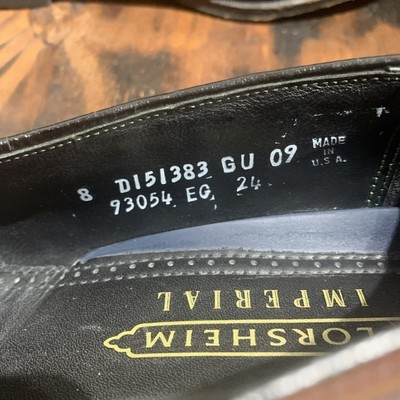 8 D151383 GU 09 MADE IN U.S.A.
93054 EG 24
IMPERIAL
LORSHEIM